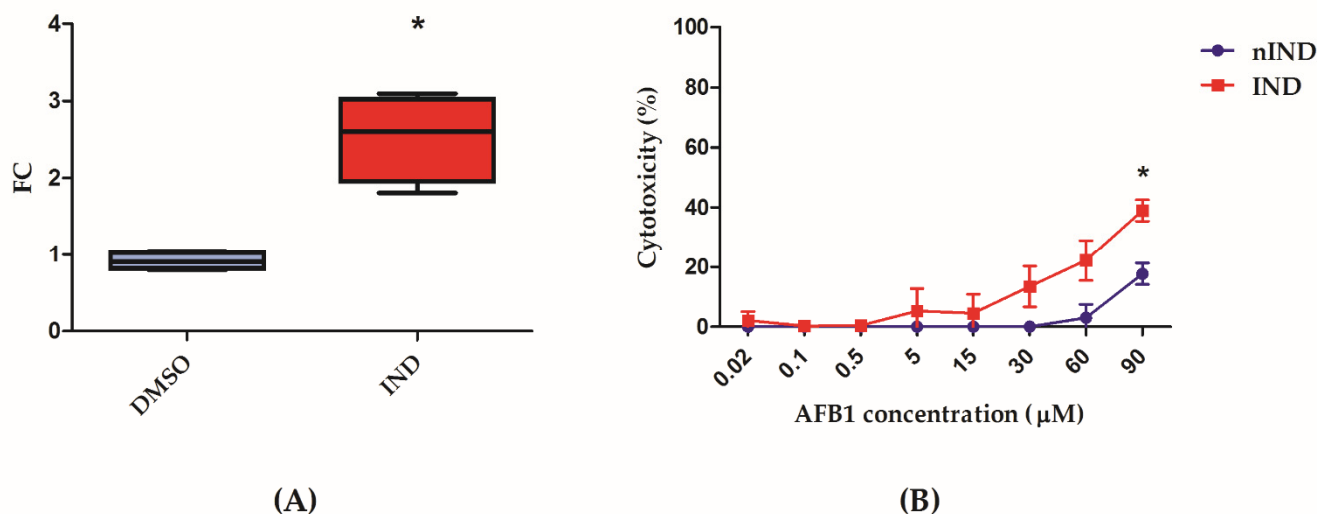 4
3
2
1
0
FC
*
DMSO
IND
(A)
100
80
60
40
20
0
Cytotoxicity (%)
*
nIND
IND
0.02
0.1
0.5
5
15
30
60
90
AFB1 concentration (µM)
(B)